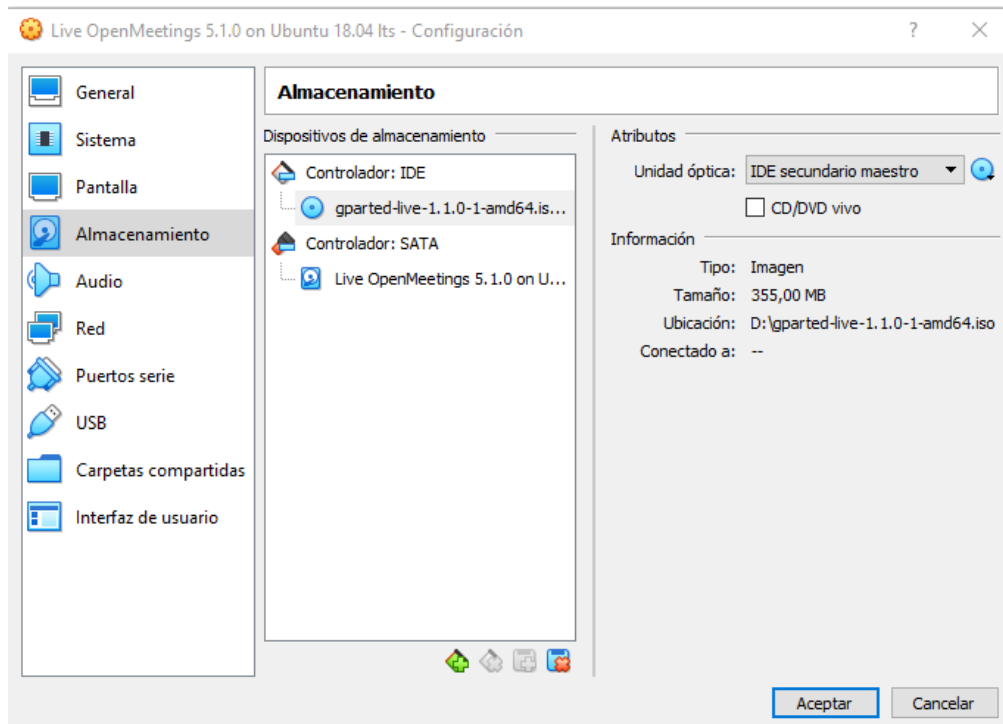 Live OpenMeetings 5.1.0 on Ubuntu 18.04 lts - Configuración
General
Sistema
Pantalla
Almacenamiento
Audio
Red
Puertos serie
USB
Carpetas compartidas
Interfaz de usuario
Almacenamiento
Dispositivos de almacenamiento
Controlador: IDE
gparted-live-1.1.0-1-amd64.is...
Controlador: SATA
Live OpenMeetings 5.1.0 on U...
Atributos
Unidad óptica: IDE secundario maestro
CD/DVD vivo
Información
Tipo: Imagen
Tamaño: 355,00 MB
Ubicación: D:\gparted-live-1.1.0-1-amd64.iso
Conectado a: --
Aceptar Cancelar